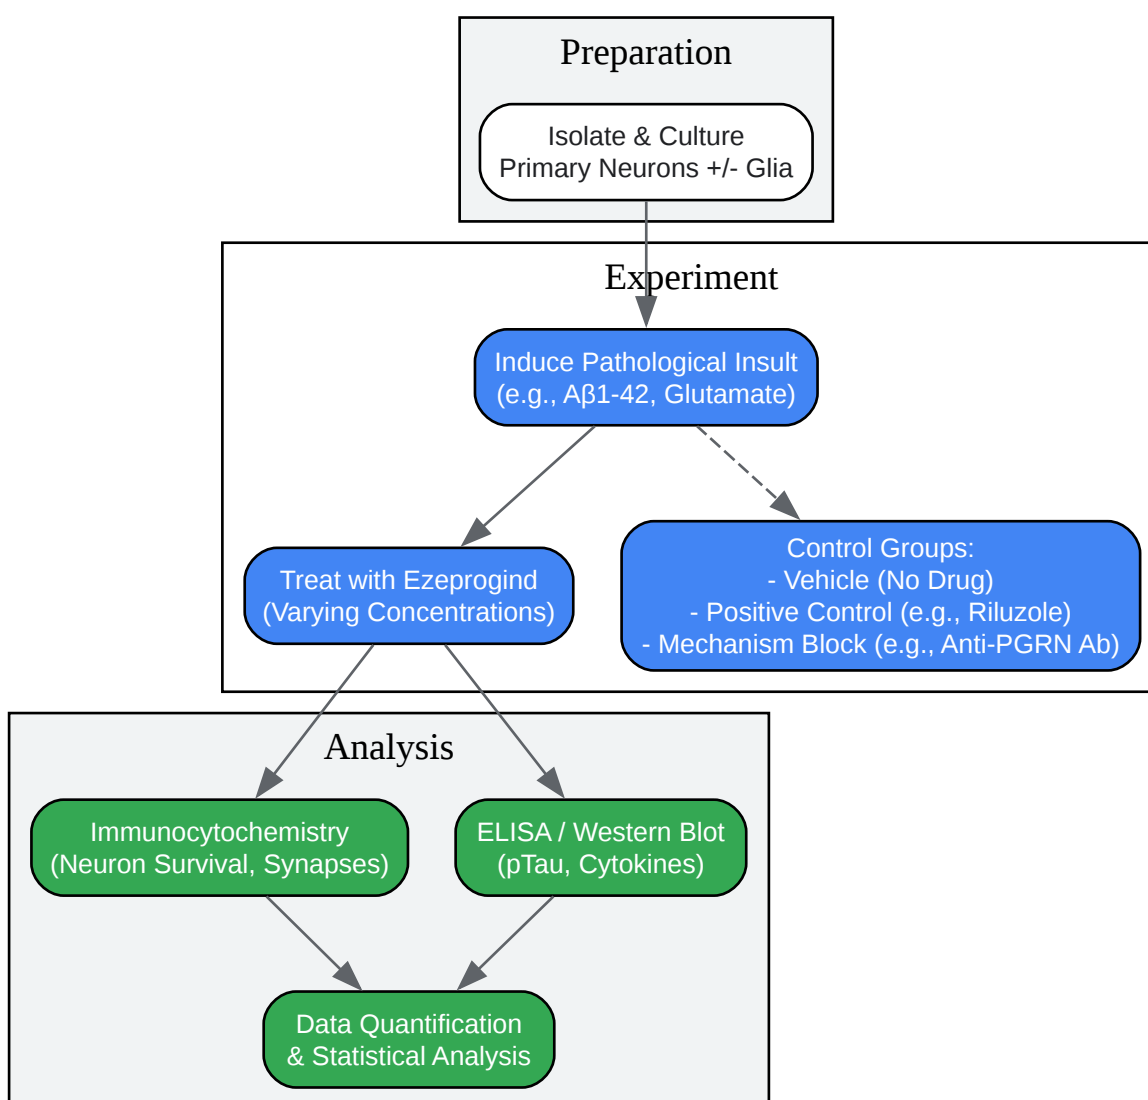 Preparation
Isolate & Culture
Primary Neurons +/- Glia
Experiment
Induce Pathological Insult
(e.g., Aβ1-42, Glutamate)
Treat with Ezeprogind
(Varying Concentrations)
Control Groups:
- Vehicle (No Drug)
- Positive Control (e.g., Riluzole)
- Mechanism Block (e.g., Anti-PGRN Ab)
Analysis
Immunocytochemistry
(Neuron Survival, Synapses)
ELISA / Western Blot
(pTau, Cytokines)
Data Quantification
& Statistical Analysis